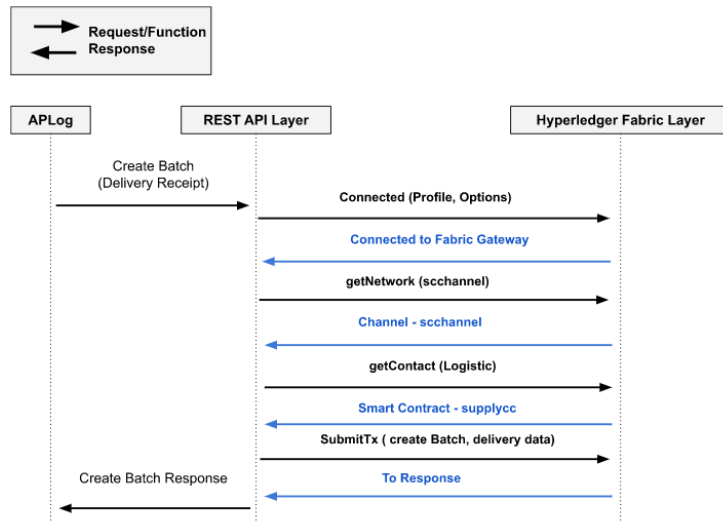 Request/Function
Response
APLog
REST API Layer
Hyperledger Fabric Layer
Create Batch
(Delivery Receipt)
Connected (Profile, Options)
Connected to Fabric Gateway
getNetwork (scchannel)
Channel - scchannel
getContact (Logistic)
Smart Contract - supplycc
SubmitTx ( create Batch, delivery data)
Create Batch Response
To Response